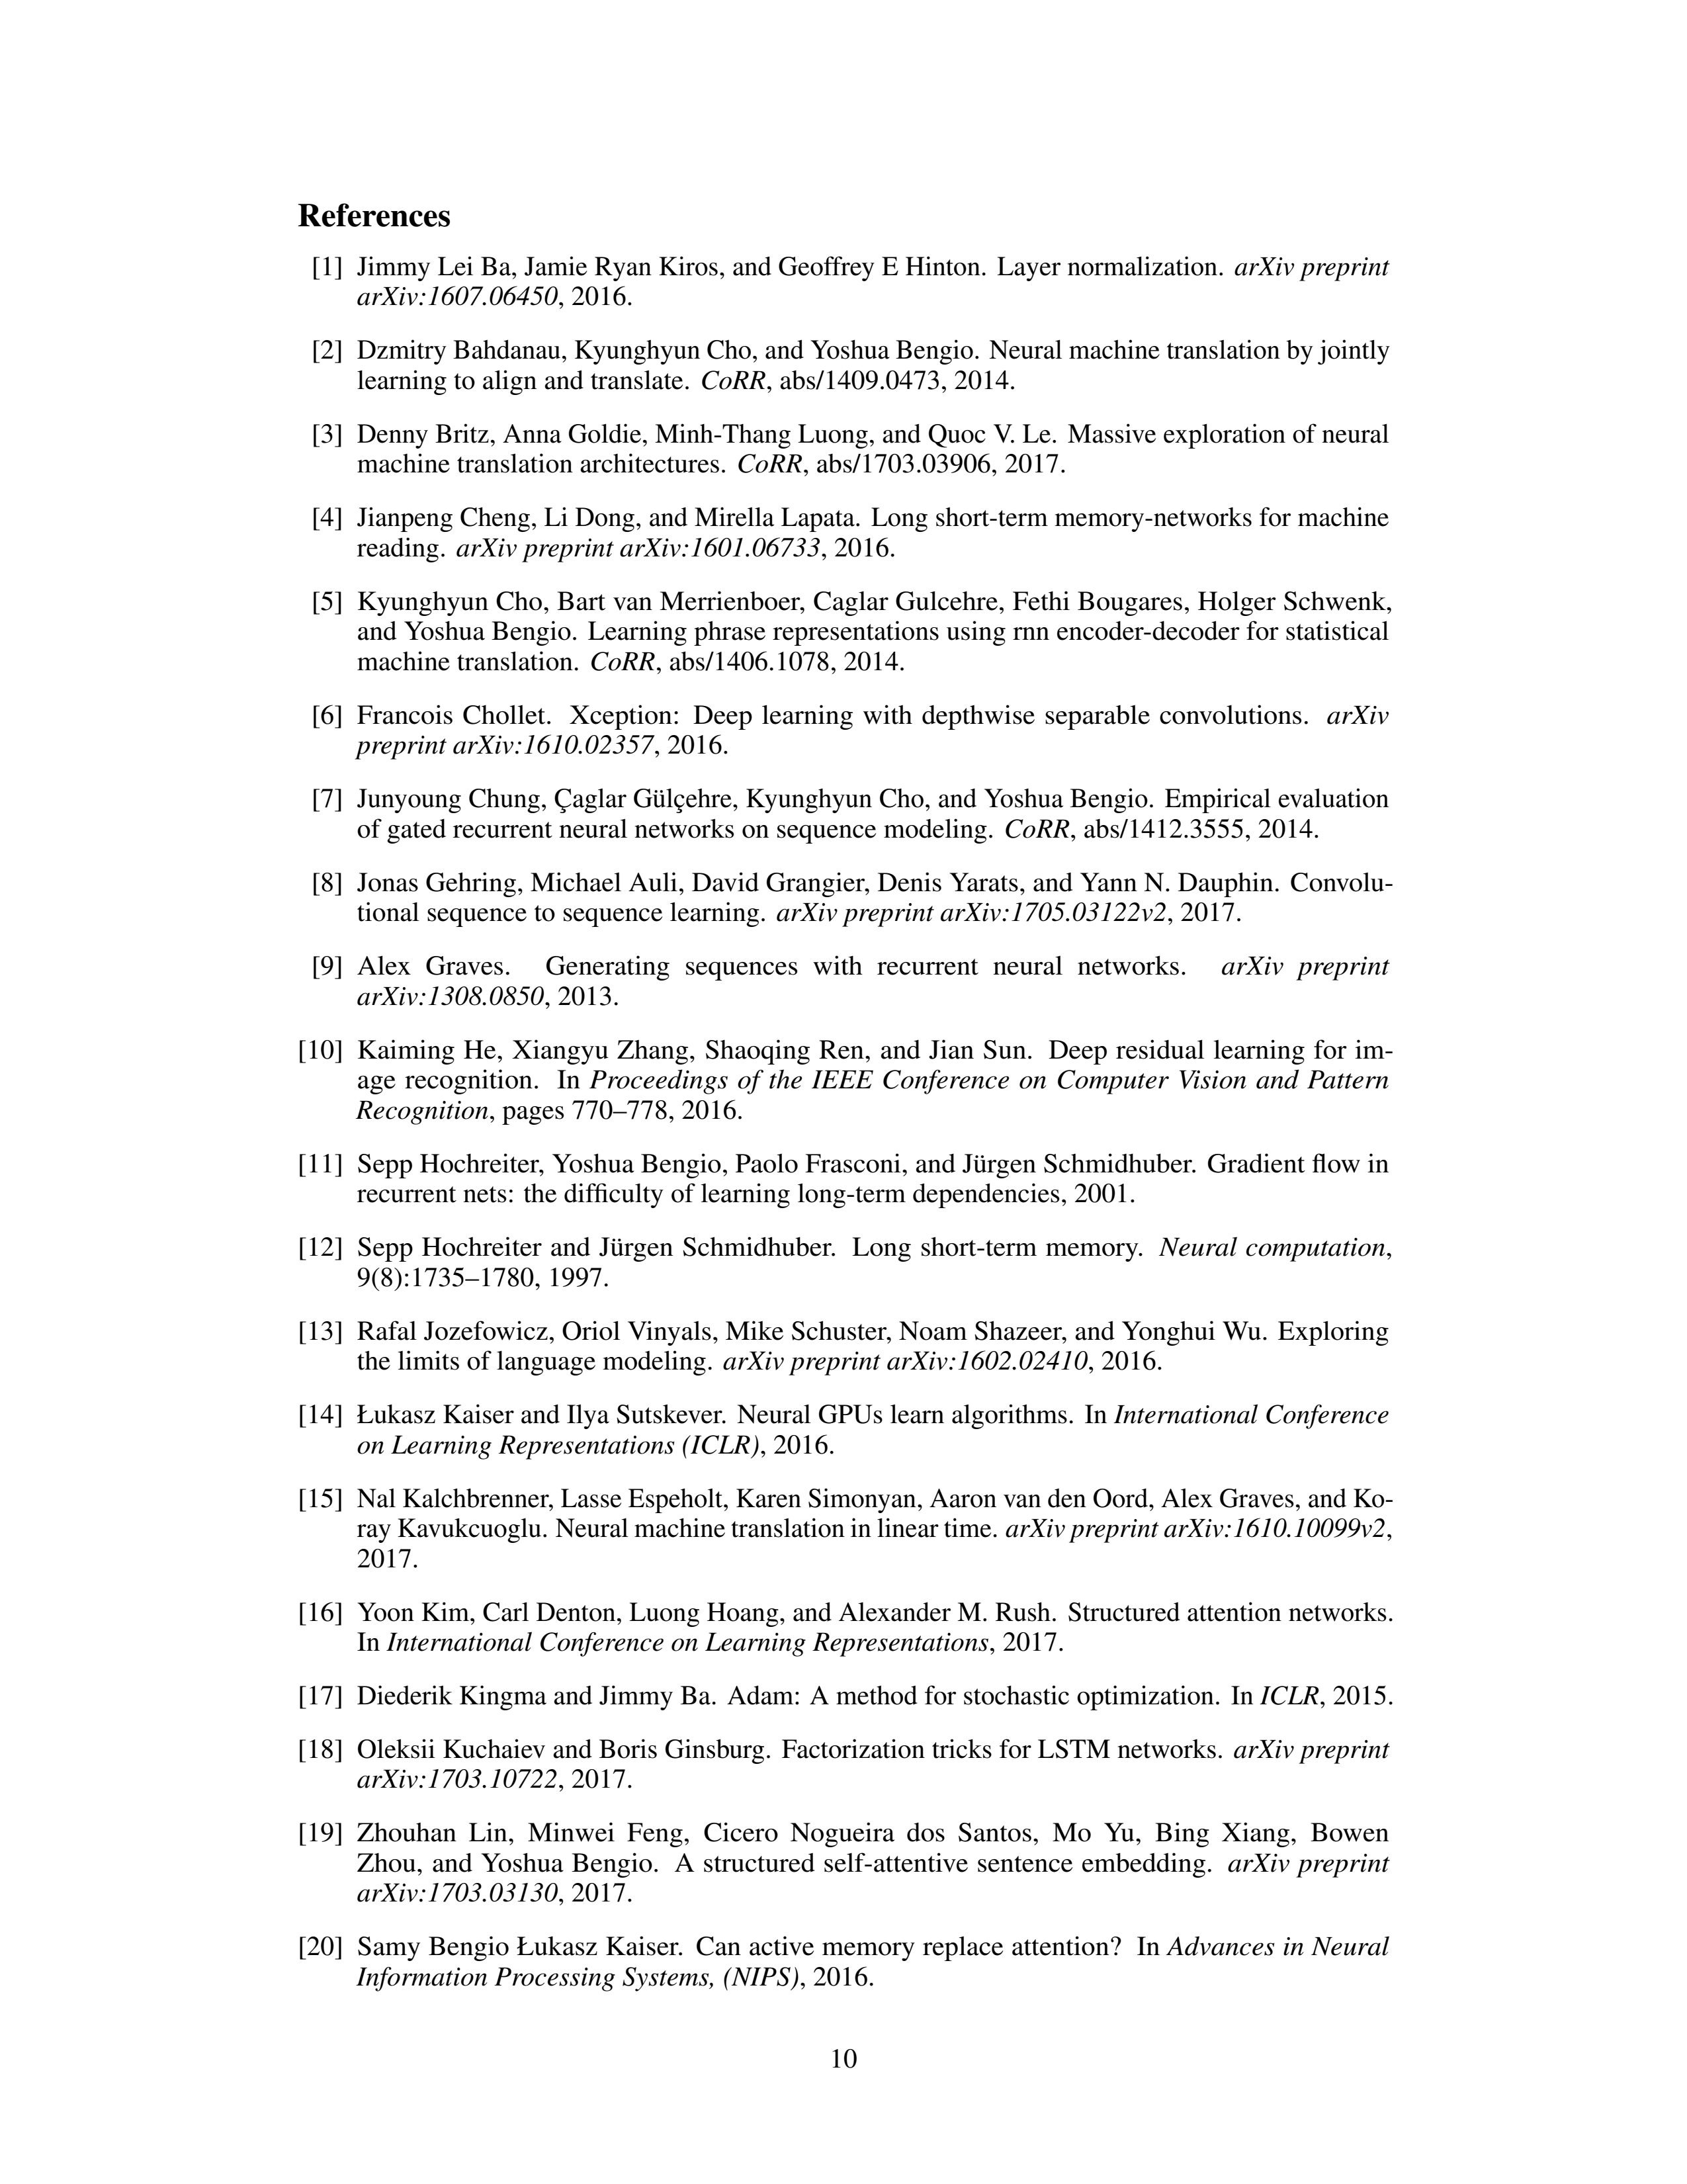 References
[1] Jimmy Lei Ba, Jamie Ryan Kiros, and Geoffrey E Hinton. Layer normalization. arXiv preprint
arXiv:1607.06450, 2016.
[2] Dzmitry Bahdanau, Kyunghyun Cho, and Yoshua Bengio. Neural machine translation by jointly
learning to align and translate. CoRR, abs/1409.0473, 2014.
[3] Denny Britz, Anna Goldie, Minh-Thang Luong, and Quoc V. Le. Massive exploration of neural
machine translation architectures. CoRR, abs/1703.03906, 2017.
[4] Jianpeng Cheng, Li Dong, and Mirella Lapata. Long short-term memory-networks for machine
reading. arXiv preprint arXiv:1601.06733, 2016.
[5] Kyunghyun Cho, Bart van Merrienboer, Caglar Gulcehre, Fethi Bougares, Holger Schwenk,
and Yoshua Bengio. Learning phrase representations using rnn encoder-decoder for statistical
machine translation. CoRR, abs/1406.1078, 2014.
[6] Francois Chollet. Xception: Deep learning with depthwise separable convolutions. arXiv
preprint arXiv:1610.02357, 2016.
[7] Junyoung Chung, Çaglar Gülçehre, Kyunghyun Cho, and Yoshua Bengio. Empirical evaluation
of gated recurrent neural networks on sequence modeling. CoRR, abs/1412.3555, 2014.
[8] Jonas Gehring, Michael Auli, David Grangier, Denis Yarats, and Yann N. Dauphin. Convolu-
tional sequence to sequence learning. arXiv preprint arXiv:1705.03122v2, 2017.
[9] Alex Graves. Generating sequences with recurrent neural networks. arXiv preprint
arXiv:1308.0850, 2013.
[10] Kaiming He, Xiangyu Zhang, Shaoqing Ren, and Jian Sun. Deep residual learning for im-
age recognition. In Proceedings of the IEEE Conference on Computer Vision and Pattern
Recognition, pages 770–778, 2016.
[11] Sepp Hochreiter, Yoshua Bengio, Paolo Frasconi, and Jürgen Schmidhuber. Gradient flow in
recurrent nets: the difficulty of learning long-term dependencies, 2001.
[12] Sepp Hochreiter and Jürgen Schmidhuber. Long short-term memory. Neural computation,
9(8):1735–1780, 1997.
[13] Rafal Jozefowicz, Oriol Vinyals, Mike Schuster, Noam Shazeer, and Yonghui Wu. Exploring
the limits of language modeling. arXiv preprint arXiv:1602.02410, 2016.
[14] Łukasz Kaiser and Ilya Sutskever. Neural GPUs learn algorithms. In International Conference
on Learning Representations (ICLR), 2016.
[15] Nal Kalchbrenner, Lasse Espeholt, Karen Simonyan, Aaron van den Oord, Alex Graves, and Ko-
ray Kavukcuoglu. Neural machine translation in linear time. arXiv preprint arXiv:1610.10099v2,
2017.
[16] Yoon Kim, Carl Denton, Luong Hoang, and Alexander M. Rush. Structured attention networks.
In International Conference on Learning Representations, 2017.
[17] Diederik Kingma and Jimmy Ba. Adam: A method for stochastic optimization. In ICLR, 2015.
[18] Oleksii Kuchaiev and Boris Ginsburg. Factorization tricks for LSTM networks. arXiv preprint
arXiv:1703.10722, 2017.
[19] Zhouhan Lin, Minwei Feng, Cicero Nogueira dos Santos, Mo Yu, Bing Xiang, Bowen
Zhou, and Yoshua Bengio. A structured self-attentive sentence embedding. arXiv preprint
arXiv:1703.03130, 2017.
[20] Samy Bengio Łukasz Kaiser. Can active memory replace attention? In Advances in Neural
Information Processing Systems, (NIPS), 2016.
10